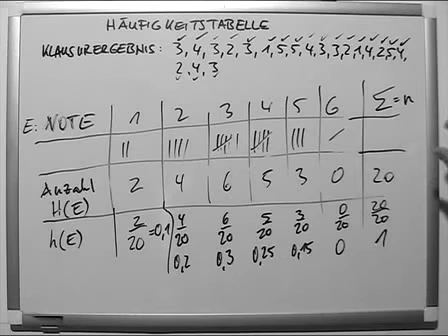 HÄUFIGKEITSTABELLE
KLAUSURERGEBNIS: 3, 4, 3, 2, 3, 1, 5, 5, 4, 3, 3, 2, 1, 4, 2, 5, 4,
2, 4, 3
E: NOTE 1 2 3 4 5 6 Σ = n
|| |||| |||| | |||| ||| /
Anzahl
H(E) 2 4 6 5 3 0 20
h(E) 2/20 = 0,1 4/20 6/20 5/20 3/20 0/20 20/20
0,2 0,3 0,25 0,15 0 1